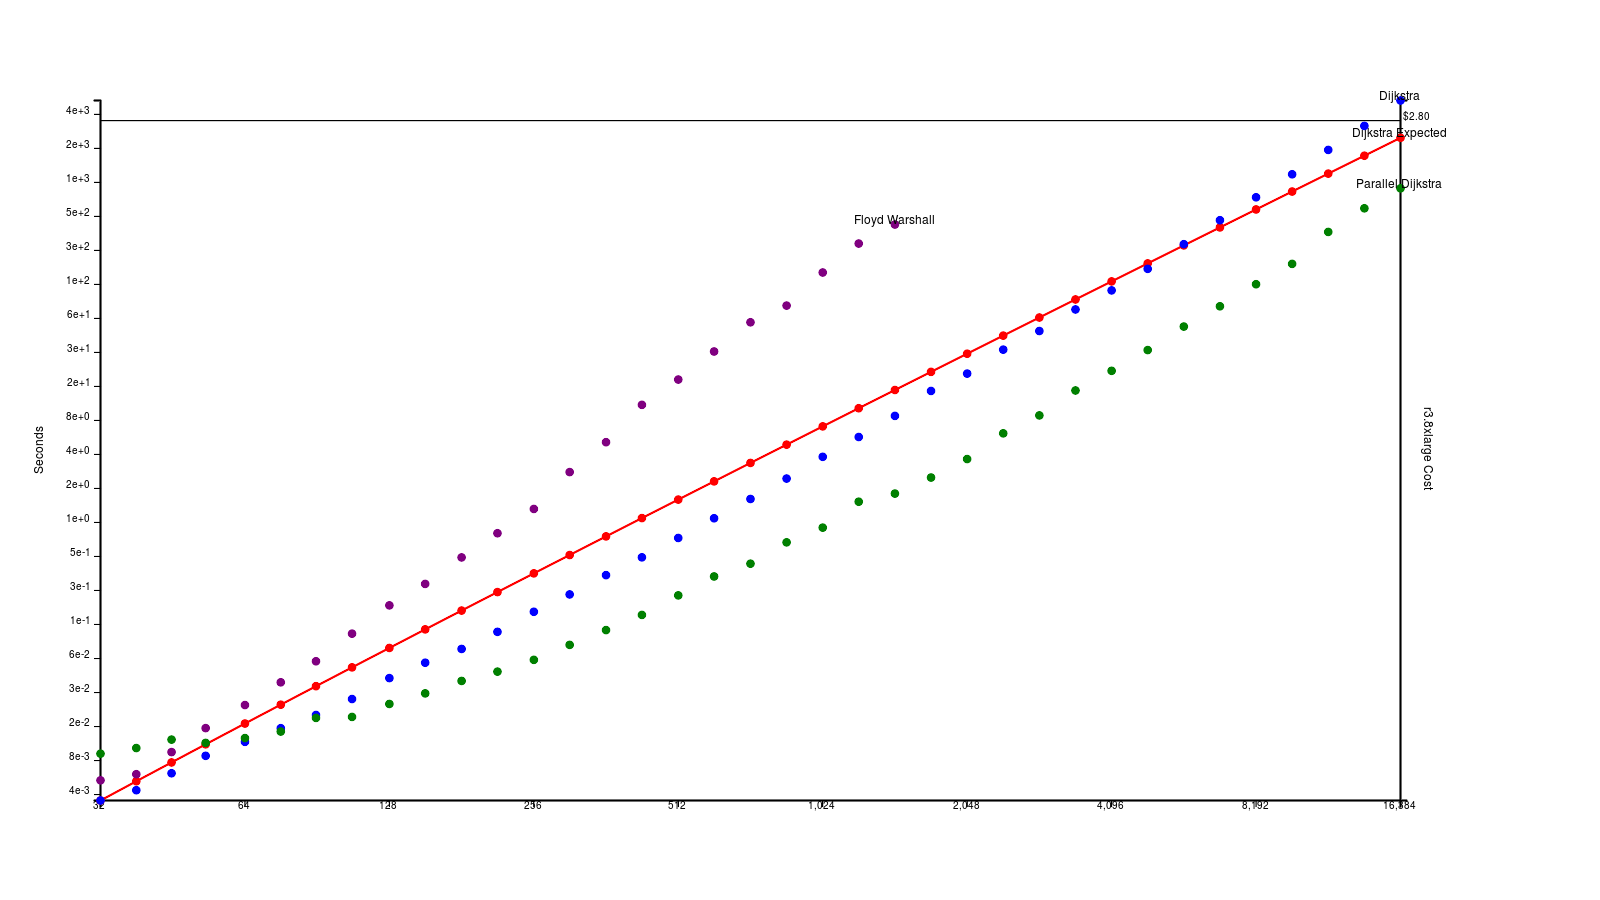 Dijkstra
4e+3
$2.80
Dijkstra Expected
2e+3
1e+3
Parallel Dijkstra
5e+2
Floyd Warshall
3e+2
1e+2
6e+1
3e+1
2e+1
8e+0
r3.8xlarge Cost
Seconds
4e+0
2e+0
1e+0
5e-1
3e-1
1e-1
6e-2
3e-2
2e-2
8e-3
4e-3
32 64 128 256 512 1,024 2,048 4,096 8,192 16,384